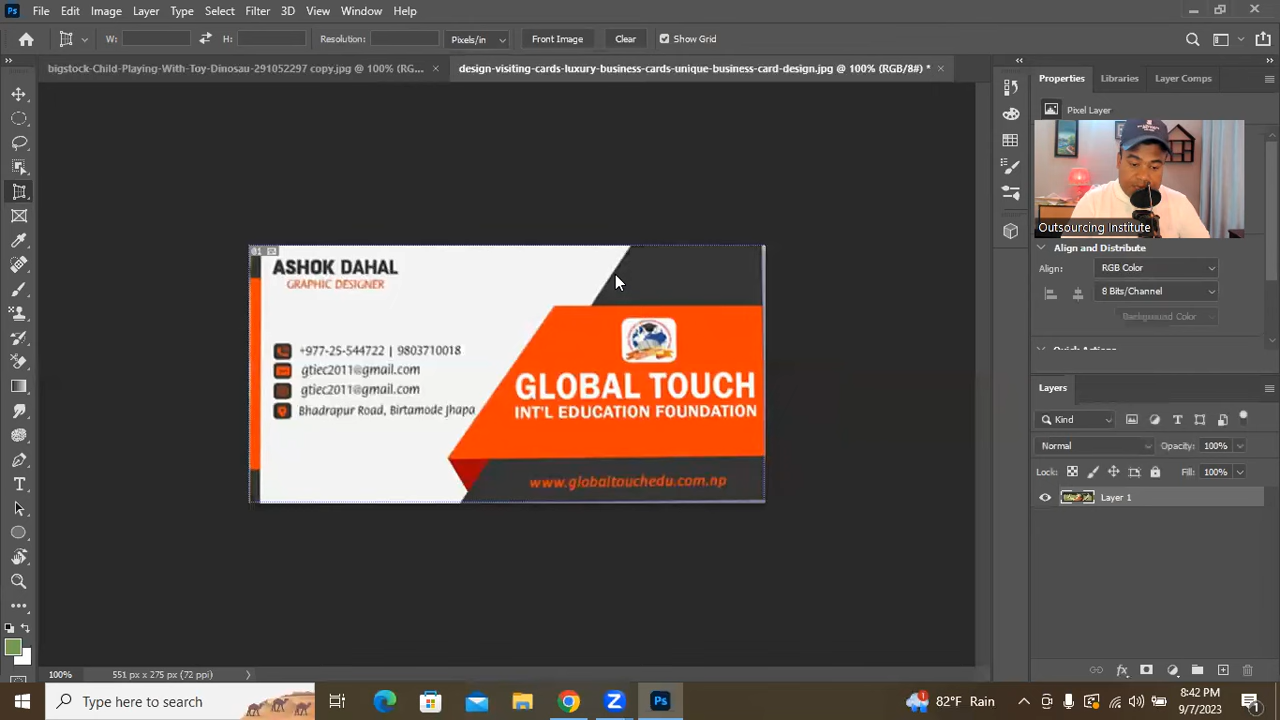 Ps File Edit Image Layer Type Select Filter 3D View Window Help
W: H: Resolution: Pixels/in Front Image Clear Show Grid
bigstock-Child-Playing-With-Toy-Dinosau-291052297 copy.jpg @ 100% (RG...
design-visiting-cards-luxury-business-cards-unique-business-card-design.jpg @ 100% (RGB/8#) *
Properties Libraries Layer Comps
Pixel Layer
Outsourcing Institute
Align and Distribute
Align:
RGB Color
8 Bits/Channel
Background Color
Layers
Kind
Normal Opacity: 100%
Lock: Fill: 100%
Layer 1
01
ASHOK DAHAL
GRAPHIC DESIGNER
+977-25-544722 | 9803710018
gtiec2011@gmail.com
gtiec2011@gmail.com
Bhadrapur Road, Birtamode Jhapa
GLOBAL TOUCH
INT'L EDUCATION FOUNDATION
www.globaltouchedu.com.np
100% 551 px x 275 px (72 ppi)
Type here to search
Ps
82°F Rain
6:42 PM
9/7/2023
1